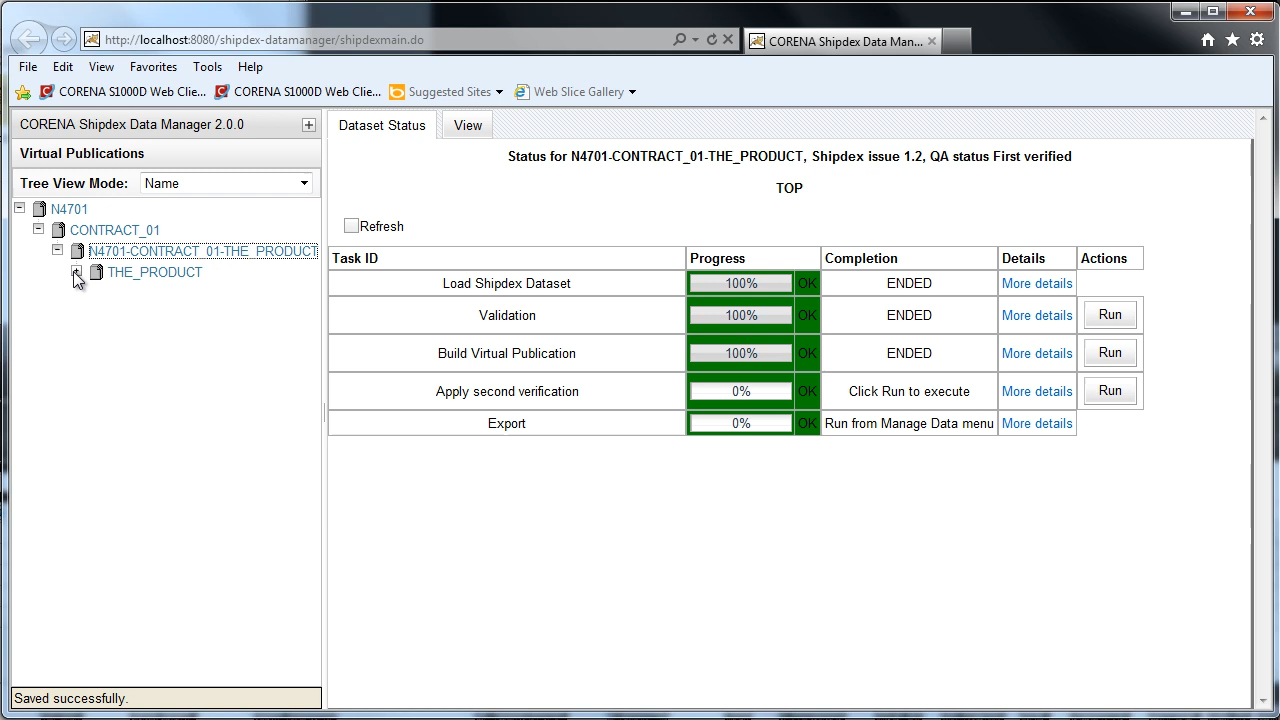 http://localhost:8080/shipdex-datamanager/shipdexmain.do
CORENA Shipdex Data Man...
File Edit View Favorites Tools Help
CORENA S1000D Web Clie... CORENA S1000D Web Clie... Suggested Sites Web Slice Gallery
CORENA Shipdex Data Manager 2.0.0
Virtual Publications
Tree View Mode: Name
N4701
CONTRACT_01
N4701-CONTRACT_01-THE_PRODUCT
THE_PRODUCT
Saved successfully.
Dataset Status View
Status for N4701-CONTRACT_01-THE_PRODUCT, Shipdex issue 1.2, QA status First verified
TOP
Refresh
Task ID Progress Completion Details Actions
Load Shipdex Dataset 100% OK ENDED More details
Validation 100% OK ENDED More details Run
Build Virtual Publication 100% OK ENDED More details Run
Apply second verification 0% OK Click Run to execute More details Run
Export 0% OK Run from Manage Data menu More details